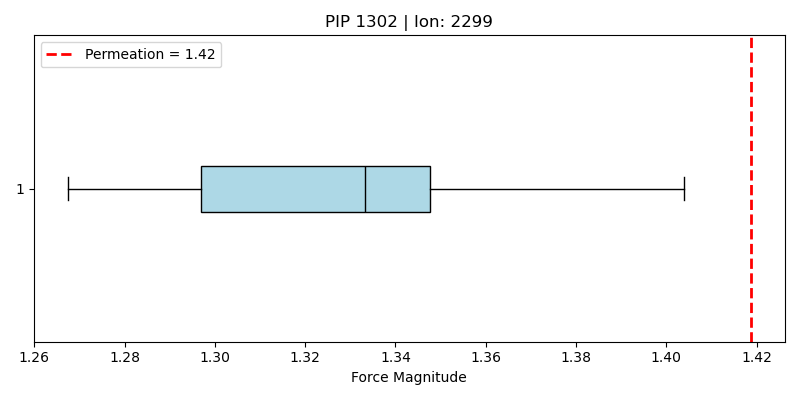 PIP 1302 | Ion: 2299
Permeation = 1.42
1
1.26 1.28 1.30 1.32 1.34 1.36 1.38 1.40 1.42
Force Magnitude